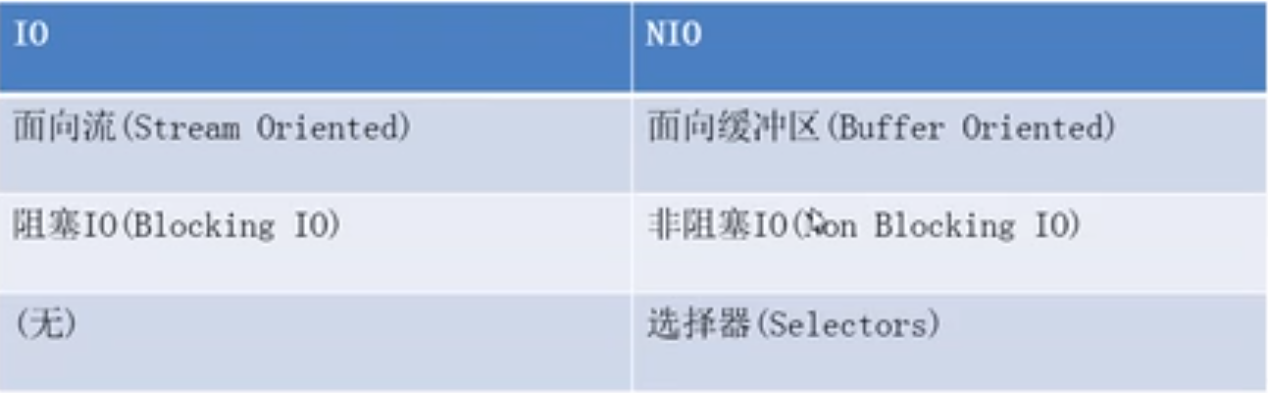 IO
NIO
面向流(Stream Oriented)
面向缓冲区(Buffer Oriented)
阻塞IO(Blocking IO)
非阻塞IO(Non Blocking IO)
(无)
选择器(Selectors)